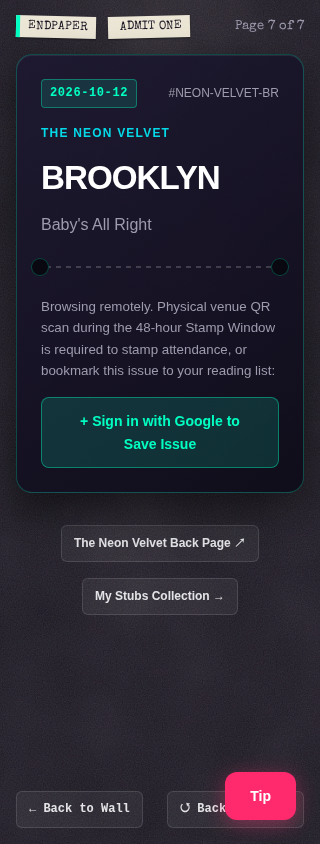 ENDPAPER ADMIT ONE Page 7 of 7
2026-10-12 #NEON-VELVET-BR
THE NEON VELVET
BROOKLYN
Baby's All Right
Browsing remotely. Physical venue QR
scan during the 48-hour Stamp Window
is required to stamp attendance, or
bookmark this issue to your reading list:
+ Sign in with Google to
Save Issue
The Neon Velvet Back Page ↗
My Stubs Collection →
Tip
← Back to Wall ↺ Back